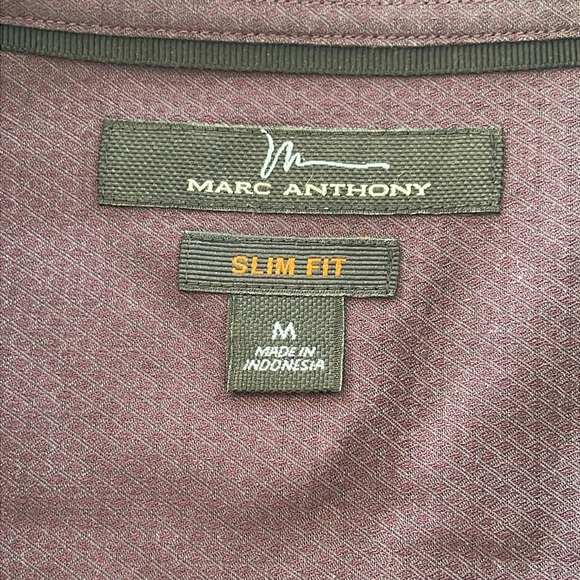 MARC ANTHONY
SLIM FIT
M
MADE IN
INDONESIA